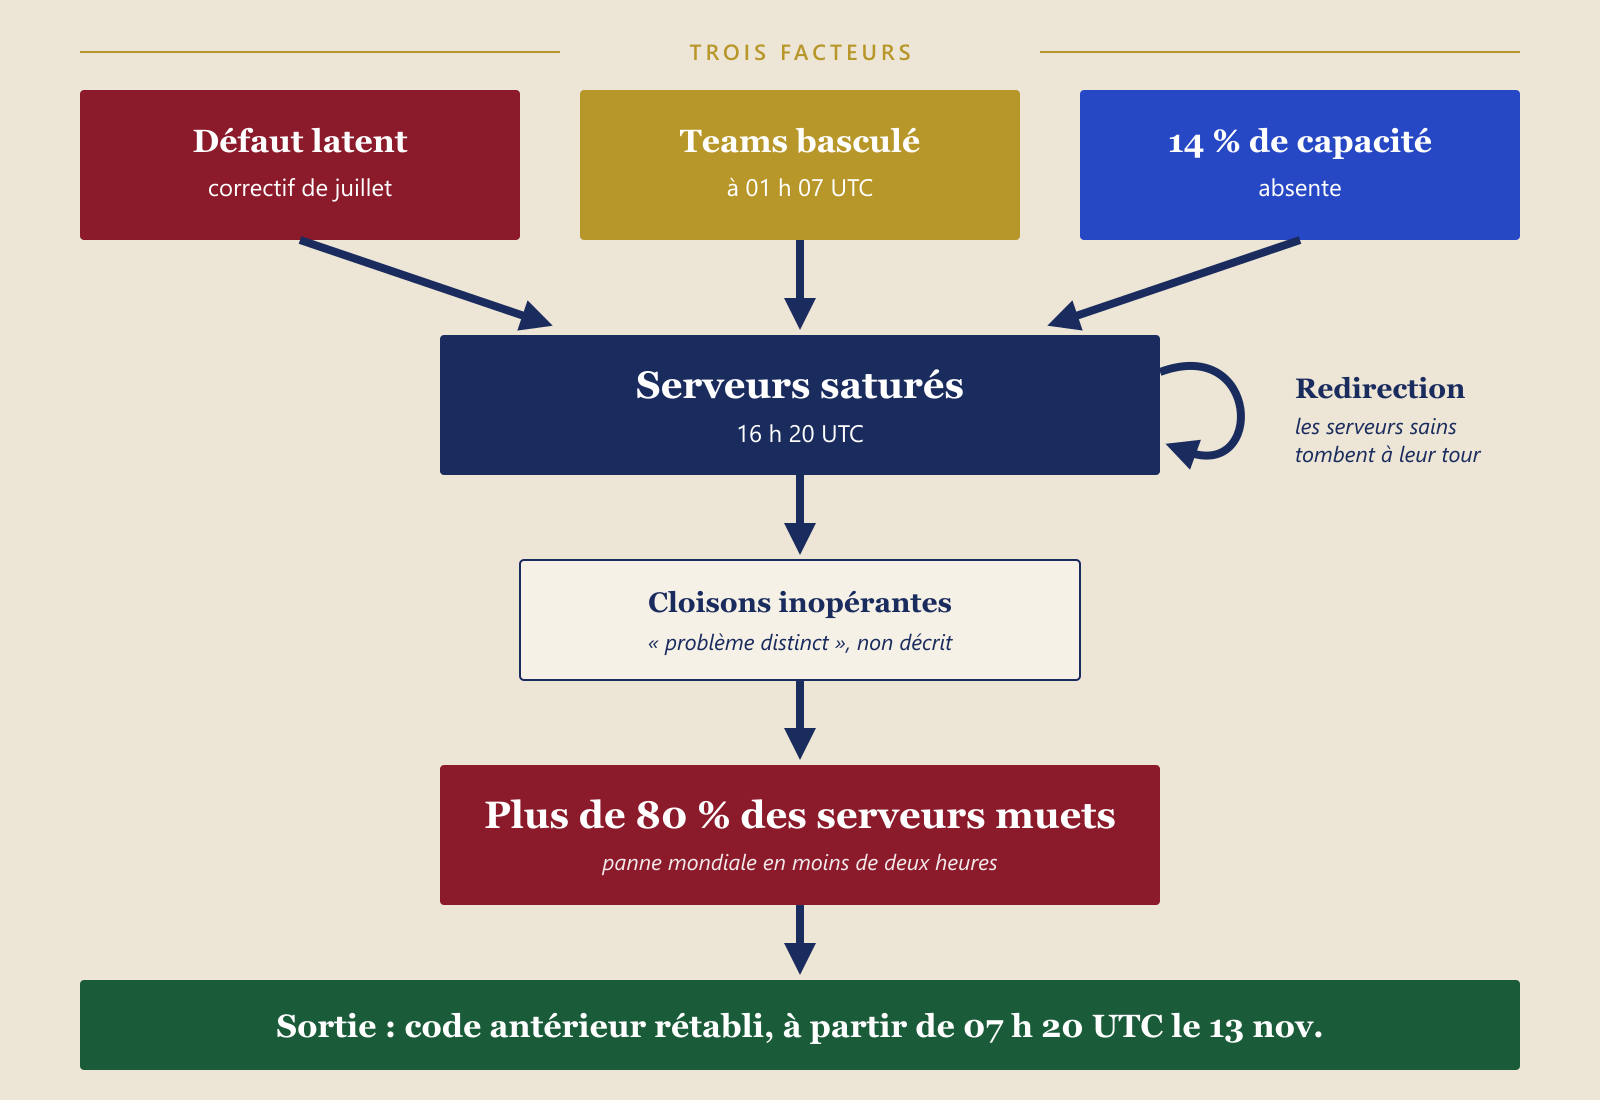 TROIS FACTEURS
Défaut latent
correctif de juillet
Teams basculé
à 01 h 07 UTC
14 % de capacité
absente
Serveurs saturés
16 h 20 UTC
Redirection
les serveurs sains
tombent à leur tour
Cloisons inopérantes
« problème distinct », non décrit
Plus de 80 % des serveurs muets
panne mondiale en moins de deux heures
Sortie : code antérieur rétabli, à partir de 07 h 20 UTC le 13 nov.